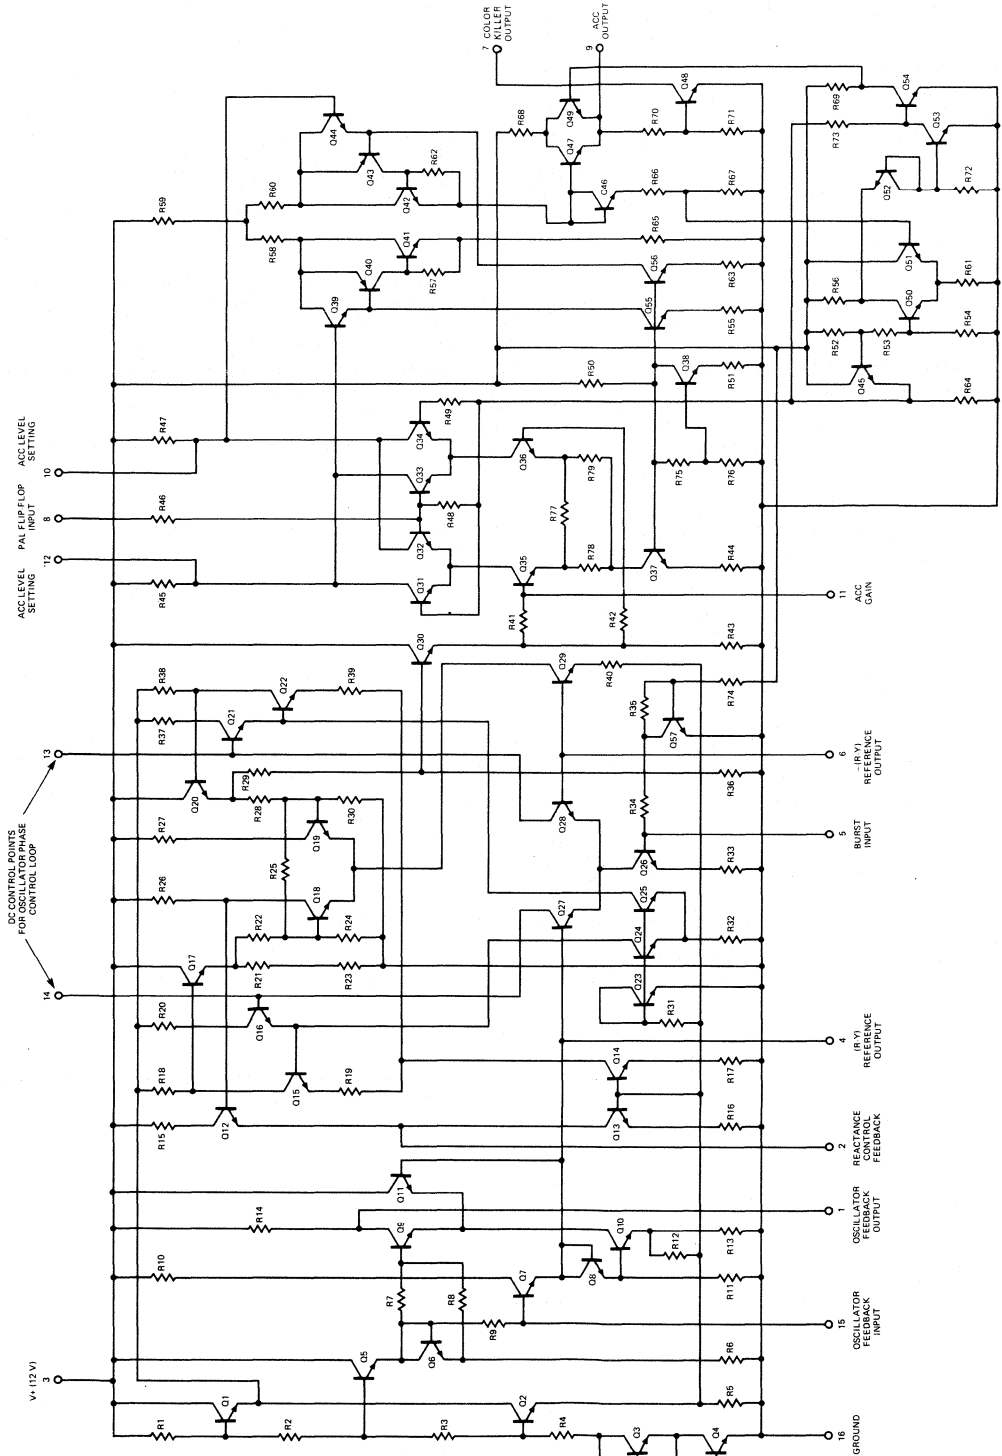 7
COLOR
KILLER
OUTPUT
9
ACC
OUTPUT
Q44
R68
Q49
Q48
R69
Q54
R73
Q47
R70
R71
Q53
R62
Q43
R59
R60
Q42
Q46
R66
R67
Q52
R72
R58
Q41
R65
Q40
R57
Q56
R63
R56
Q51
R61
Q39
Q55
R55
Q50
R52
R53
R54
R50
Q38
R51
Q45
R64
ACC LEVEL
SETTING
10
R47
Q34
R49
Q36
R79
R75
R76
Q33
PAL FLIP-FLOP
INPUT
8
R46
R48
R77
Q32
12
ACC LEVEL
SETTING
R45
Q31
Q35
R78
Q37
R44
11
ACC
GAIN
R41
R42
Q30
R43
R38
R39
Q22
Q29
R40
R35
R74
R37
Q21
Q57
DC CONTROL POINTS
FOR OSCILLATOR PHASE
CONTROL LOOP
13
6
-(R-Y)
REFERENCE
OUTPUT
R29
R36
Q20
R28
R30
Q28
R34
R27
Q19
5
BURST
INPUT
R25
Q26
R33
R26
Q18
Q25
R22
R24
Q27
Q24
R32
Q17
R21
R23
14
Q23
R31
R20
Q16
4
(R-Y)
REFERENCE
OUTPUT
R18
Q15
R19
Q14
R17
R15
Q12
Q13
R16
2
REACTANCE
CONTROL
FEEDBACK
Q11
R14
Q9
Q10
R12
R13
1
OSCILLATOR
FEEDBACK
OUTPUT
R10
R7
R8
Q7
Q8
R11
R9
15
OSCILLATOR
FEEDBACK
INPUT
V+ (12 V)
3
Q5
Q6
R6
Q1
Q2
R5
R1
R2
R3
R4
Q3
Q4
16
GROUND